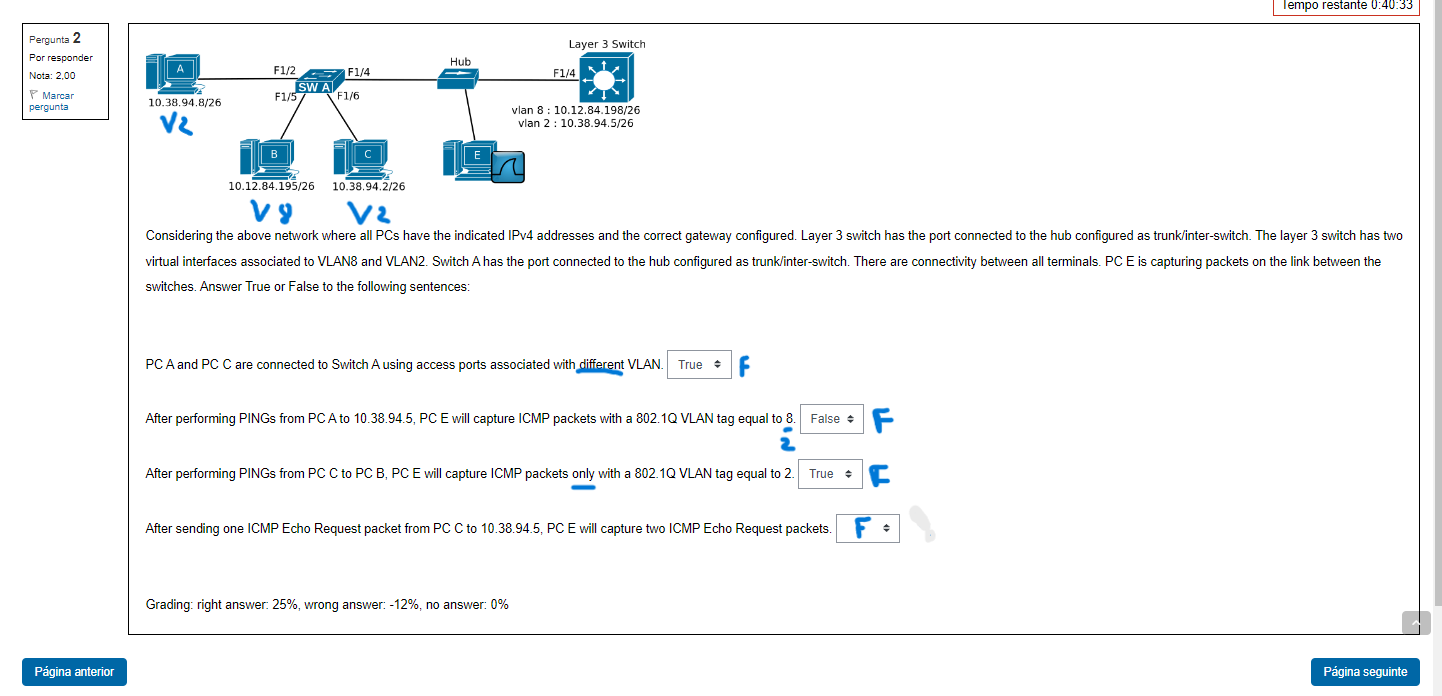 Tempo restante 0:40:33
Pergunta 2
Por responder
Nota: 2,00
Marcar
pergunta
Layer 3 Switch
Hub
A
F1/2
F1/4
F1/4
SW A
F1/5
F1/6
10.38.94.8/26
vlan 8 : 10.12.84.198/26
vlan 2 : 10.38.94.5/26
V2
B
C
E
10.12.84.195/26
10.38.94.2/26
V8
V2
Considering the above network where all PCs have the indicated IPv4 addresses and the correct gateway configured. Layer 3 switch has the port connected to the hub configured as trunk/inter-switch. The layer 3 switch has two
virtual interfaces associated to VLAN8 and VLAN2. Switch A has the port connected to the hub configured as trunk/inter-switch. There are connectivity between all terminals. PC E is capturing packets on the link between the
switches. Answer True or False to the following sentences:
PC A and PC C are connected to Switch A using access ports associated with different VLAN. True F
After performing PINGs from PC A to 10.38.94.5, PC E will capture ICMP packets with a 802.1Q VLAN tag equal to 8. False F
2
After performing PINGs from PC C to PC B, PC E will capture ICMP packets only with a 802.1Q VLAN tag equal to 2. True F
After sending one ICMP Echo Request packet from PC C to 10.38.94.5, PC E will capture two ICMP Echo Request packets. F
Grading: right answer: 25%, wrong answer: -12%, no answer: 0%
Página anterior
Página seguinte